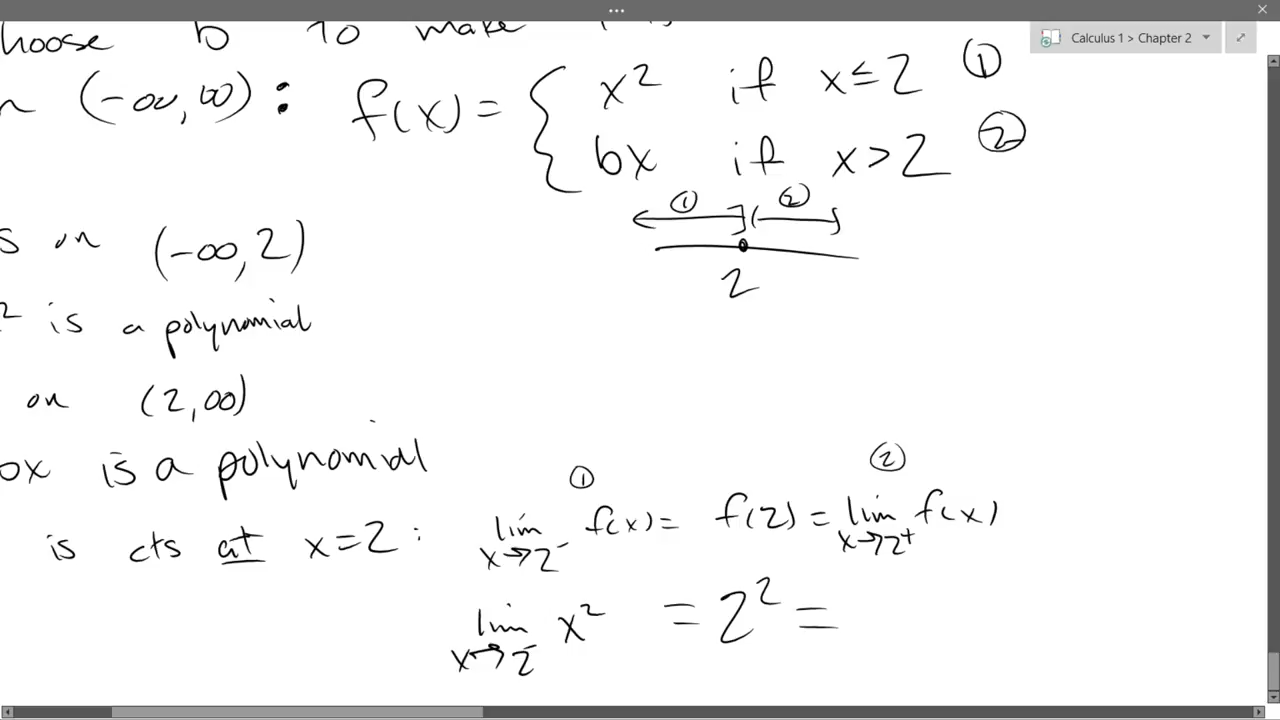 Calculus 1 > Chapter 2
hoose b to make
(-∞, ∞) : f(x) = { x² if x ≤ 2 ①
bx if x > 2 ②
① ②
2
s on (-∞, 2)
² is a polynomial
on (2, ∞)
bx is a polynomial
① ②
is cts at x = 2 : lim x→2⁻ f(x) = f(2) = lim x→2⁺ f(x)
lim x→2⁻ x² = 2² =